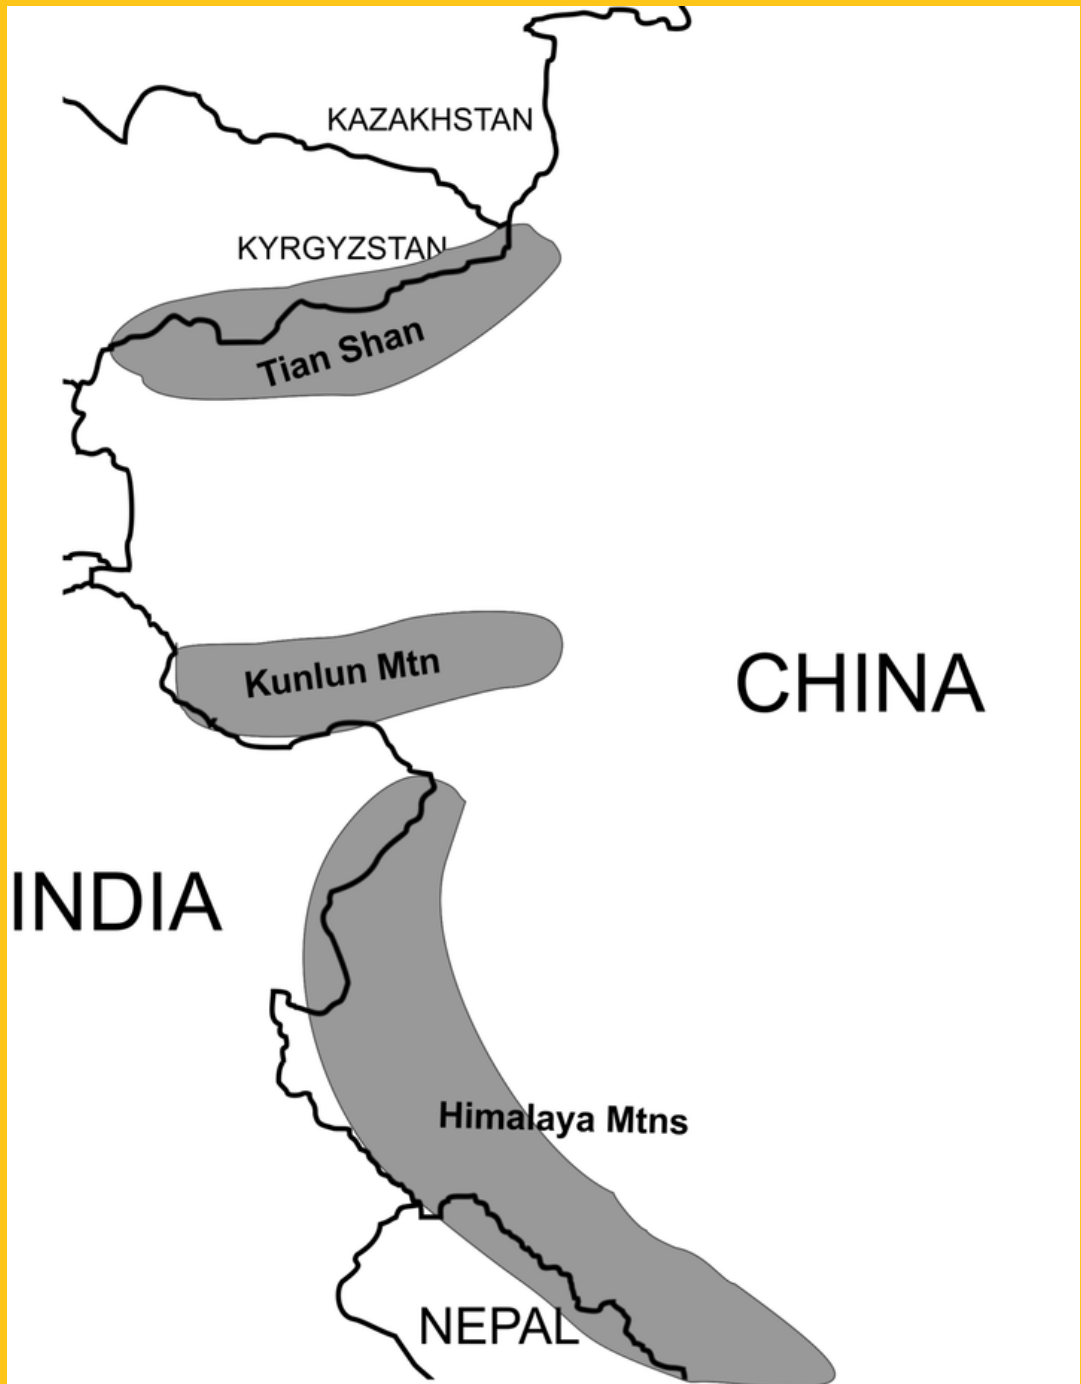 KAZAKHSTAN
KYRGYZSTAN
Tian Shan
Kunlun Mtn
CHINA
INDIA
Himalaya Mtns
NEPAL